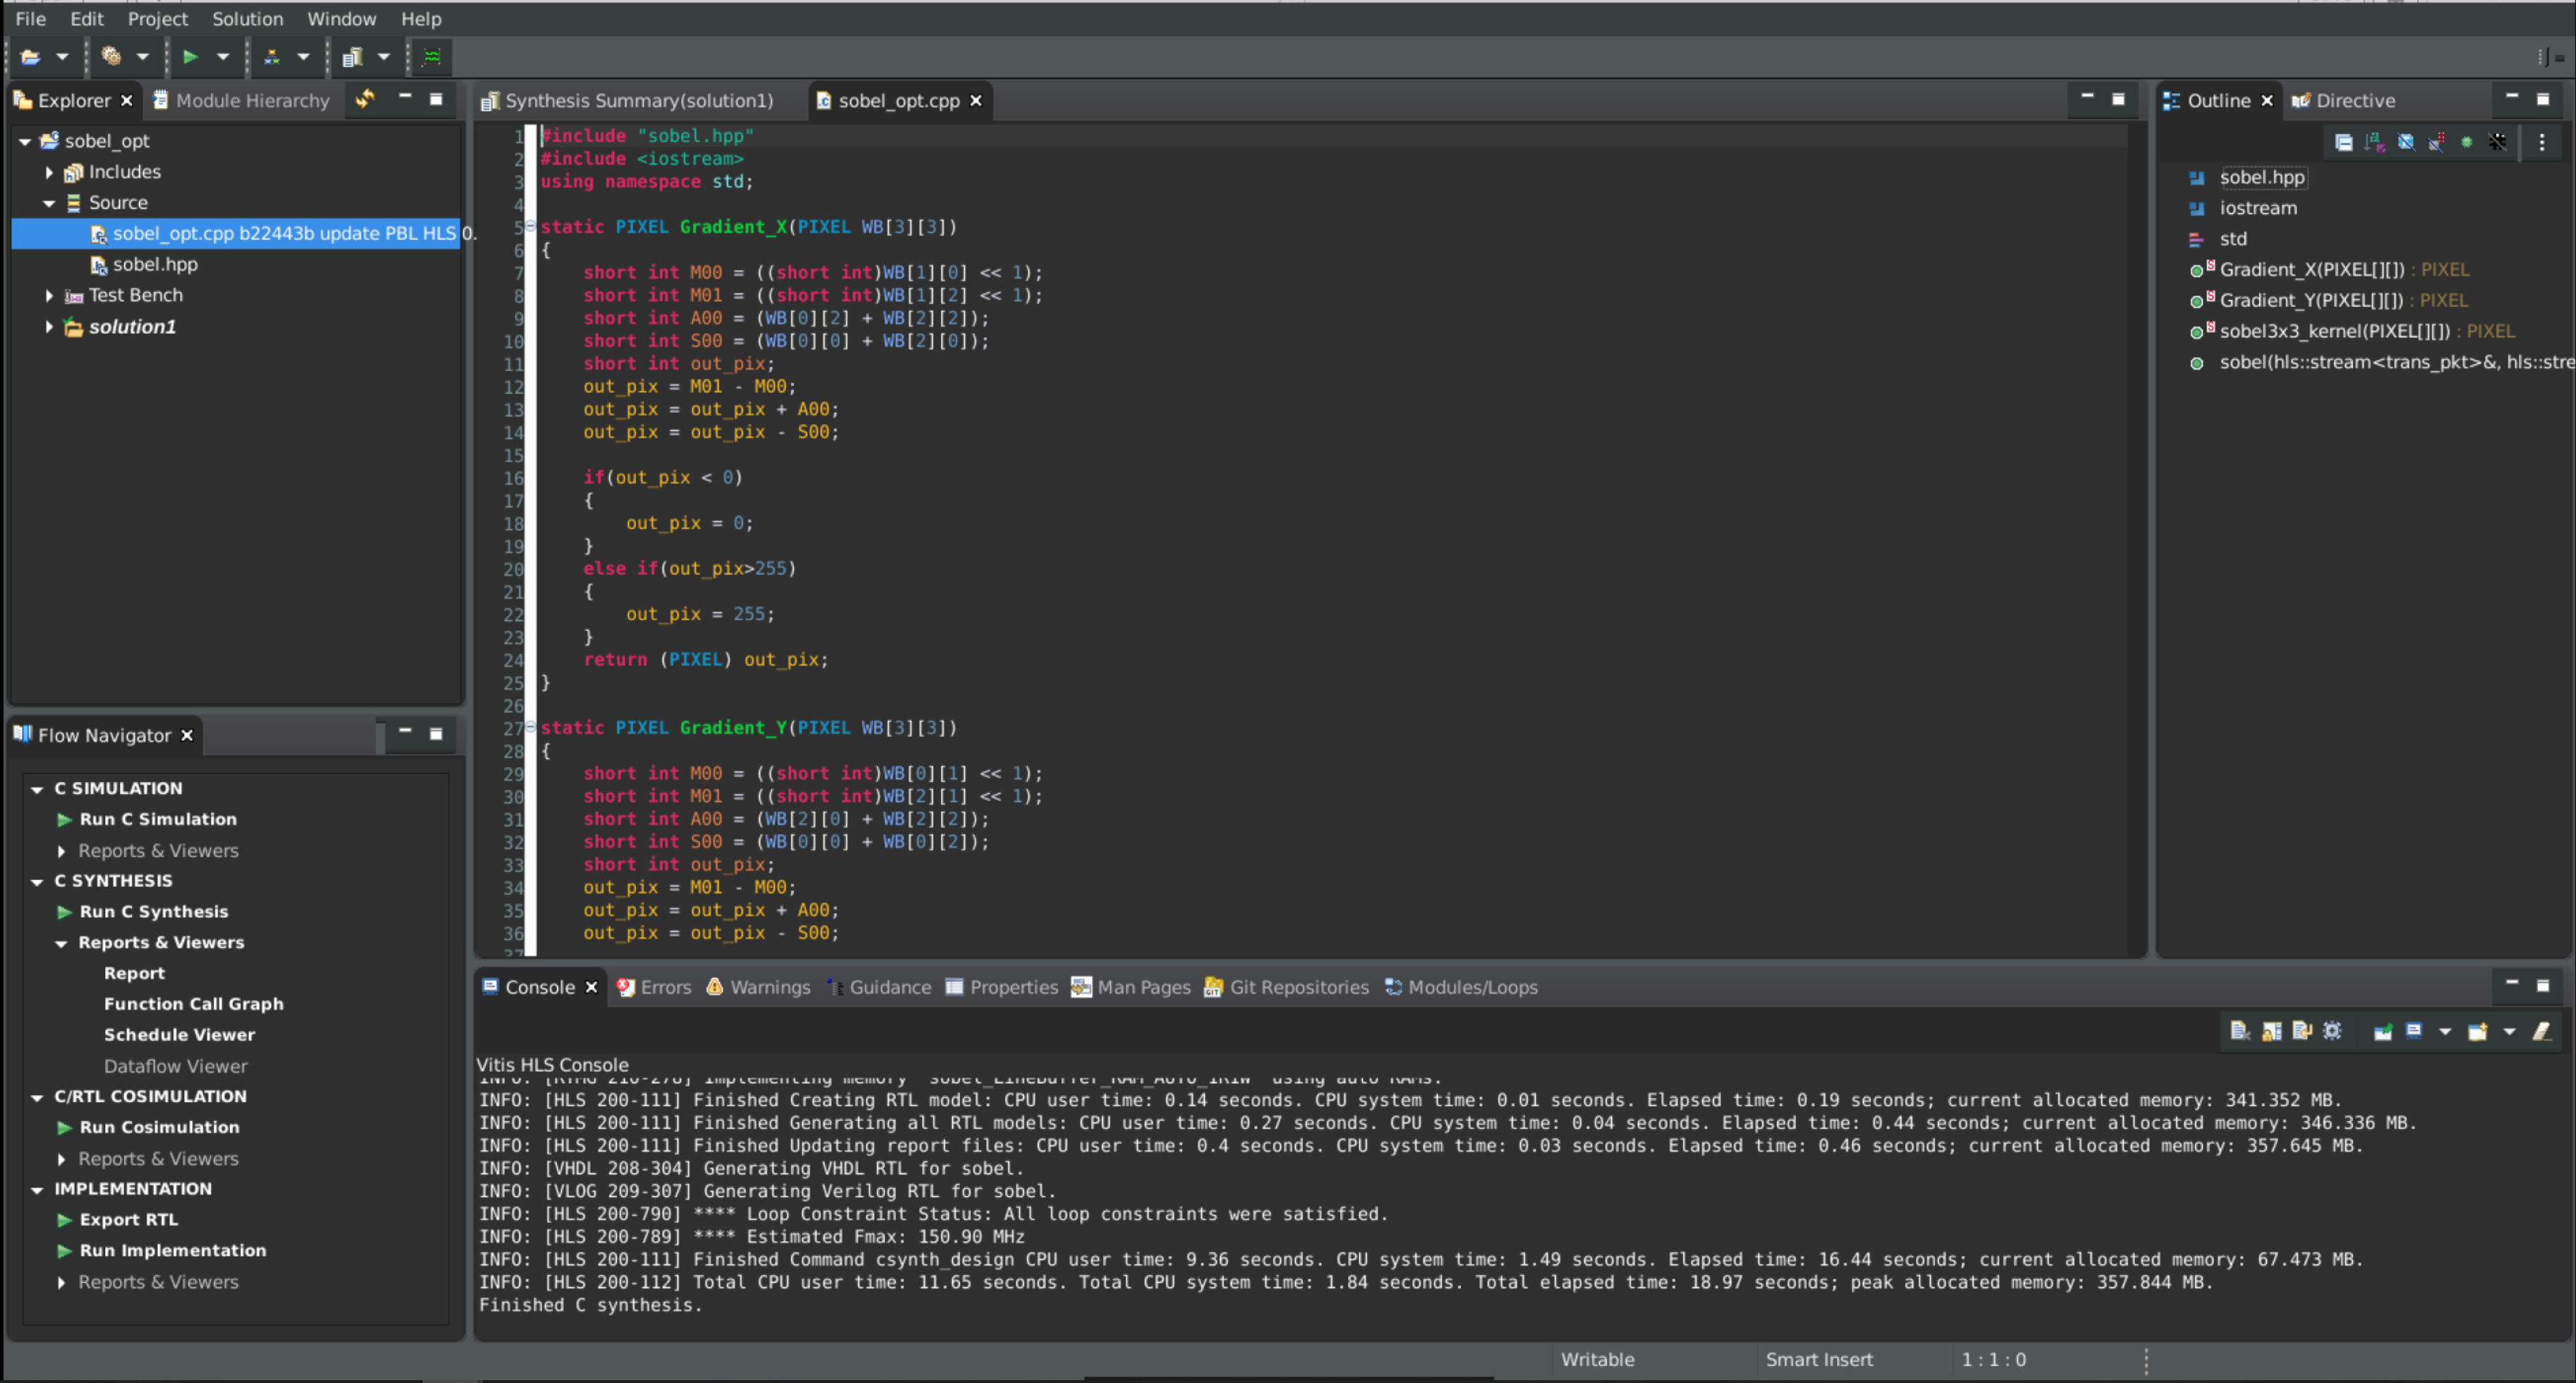 File Edit Project Solution Window Help
Explorer Module Hierarchy
sobel_opt
Includes
Source
sobel_opt.cpp b22443b update PBL HLS 0.
sobel.hpp
Test Bench
solution1
Flow Navigator
C SIMULATION
Run C Simulation
Reports & Viewers
C SYNTHESIS
Run C Synthesis
Reports & Viewers
Report
Function Call Graph
Schedule Viewer
Dataflow Viewer
C/RTL COSIMULATION
Run Cosimulation
Reports & Viewers
IMPLEMENTATION
Export RTL
Run Implementation
Reports & Viewers
Synthesis Summary(solution1) sobel_opt.cpp
1 #include "sobel.hpp"
2 #include <iostream>
3 using namespace std;
4
5 static PIXEL Gradient_X(PIXEL WB[3][3])
6 {
7 short int M00 = ((short int)WB[1][0] << 1);
8 short int M01 = ((short int)WB[1][2] << 1);
9 short int A00 = (WB[0][2] + WB[2][2]);
10 short int S00 = (WB[0][0] + WB[2][0]);
11 short int out_pix;
12 out_pix = M01 - M00;
13 out_pix = out_pix + A00;
14 out_pix = out_pix - S00;
15
16 if(out_pix < 0)
17 {
18 out_pix = 0;
19 }
20 else if(out_pix>255)
21 {
22 out_pix = 255;
23 }
24 return (PIXEL) out_pix;
25 }
26
27 static PIXEL Gradient_Y(PIXEL WB[3][3])
28 {
29 short int M00 = ((short int)WB[0][1] << 1);
30 short int M01 = ((short int)WB[2][1] << 1);
31 short int A00 = (WB[2][0] + WB[2][2]);
32 short int S00 = (WB[0][0] + WB[0][2]);
33 short int out_pix;
34 out_pix = M01 - M00;
35 out_pix = out_pix + A00;
36 out_pix = out_pix - S00;
37
Outline Directive
sobel.hpp
iostream
std
Gradient_X(PIXEL[][]) : PIXEL
Gradient_Y(PIXEL[][]) : PIXEL
sobel3x3_kernel(PIXEL[][]) : PIXEL
sobel(hls::stream<trans_pkt>&, hls::stre
Console Errors Warnings Guidance Properties Man Pages Git Repositories Modules/Loops
Vitis HLS Console
INFO: [RTMG 210-278] Implementing memory 'sobel_LineBuffer_RAM_AUTO_1R1W' using auto RAMs.
INFO: [HLS 200-111] Finished Creating RTL model: CPU user time: 0.14 seconds. CPU system time: 0.01 seconds. Elapsed time: 0.19 seconds; current allocated memory: 341.352 MB.
INFO: [HLS 200-111] Finished Generating all RTL models: CPU user time: 0.27 seconds. CPU system time: 0.04 seconds. Elapsed time: 0.44 seconds; current allocated memory: 346.336 MB.
INFO: [HLS 200-111] Finished Updating report files: CPU user time: 0.4 seconds. CPU system time: 0.03 seconds. Elapsed time: 0.46 seconds; current allocated memory: 357.645 MB.
INFO: [VHDL 208-304] Generating VHDL RTL for sobel.
INFO: [VLOG 209-307] Generating Verilog RTL for sobel.
INFO: [HLS 200-790] **** Loop Constraint Status: All loop constraints were satisfied.
INFO: [HLS 200-789] **** Estimated Fmax: 150.90 MHz
INFO: [HLS 200-111] Finished Command csynth_design CPU user time: 9.36 seconds. CPU system time: 1.49 seconds. Elapsed time: 16.44 seconds; current allocated memory: 67.473 MB.
INFO: [HLS 200-112] Total CPU user time: 11.65 seconds. Total CPU system time: 1.84 seconds. Total elapsed time: 18.97 seconds; peak allocated memory: 357.844 MB.
Finished C synthesis.
Writable Smart Insert 1 : 1 : 0